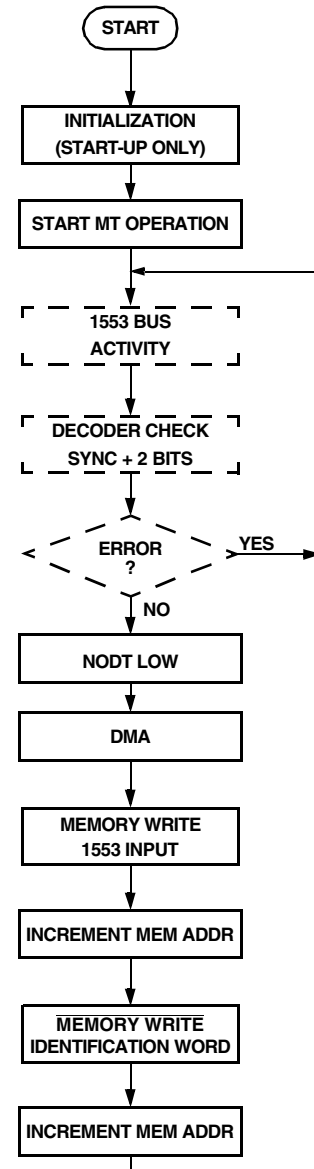 START
INITIALIZATION
(START-UP ONLY)
START MT OPERATION
1553 BUS
ACTIVITY
DECODER CHECK
SYNC + 2 BITS
ERROR
?
YES
NO
NODT LOW
DMA
MEMORY WRITE
1553 INPUT
INCREMENT MEM ADDR
MEMORY WRITE
IDENTIFICATION WORD
INCREMENT MEM ADDR